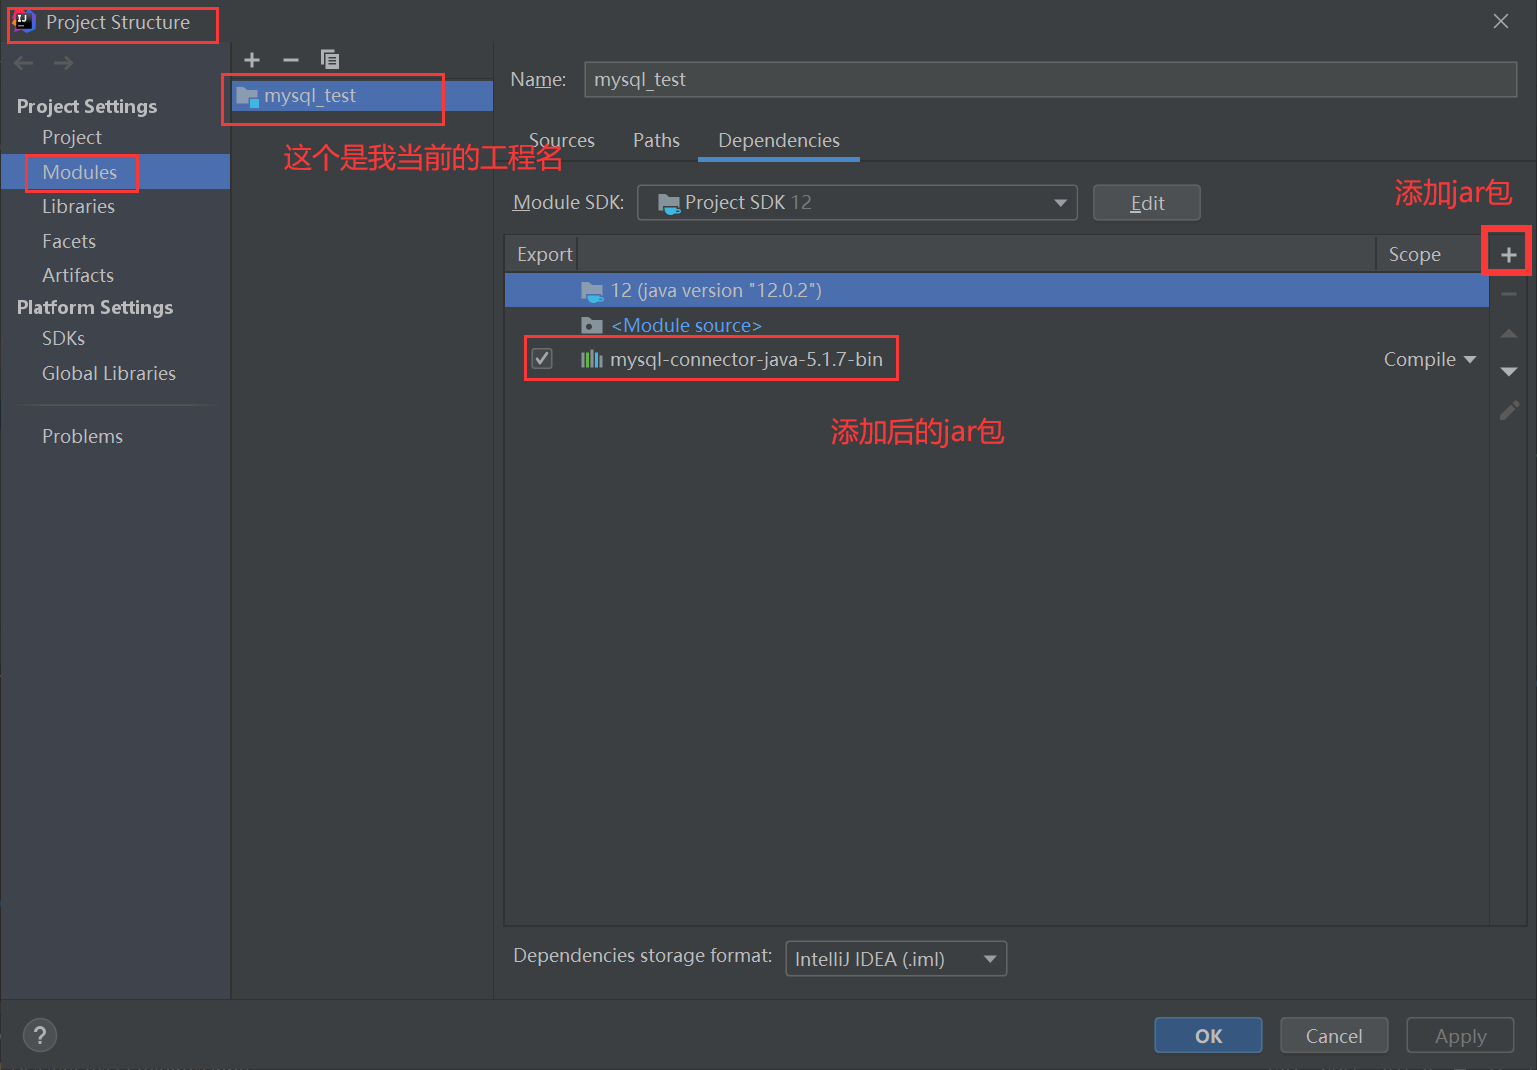 Project Structure
Project Settings
Project
Modules
Libraries
Facets
Artifacts
Platform Settings
SDKs
Global Libraries
Problems
mysql_test
这个是我当前的工程名
Name: mysql_test
Sources Paths Dependencies
Module SDK: Project SDK 12 Edit
添加jar包
Export Scope
12 (java version "12.0.2")
<Module source>
mysql-connector-java-5.1.7-bin Compile
添加后的jar包
Dependencies storage format: IntelliJ IDEA (.iml)
? OK Cancel Apply